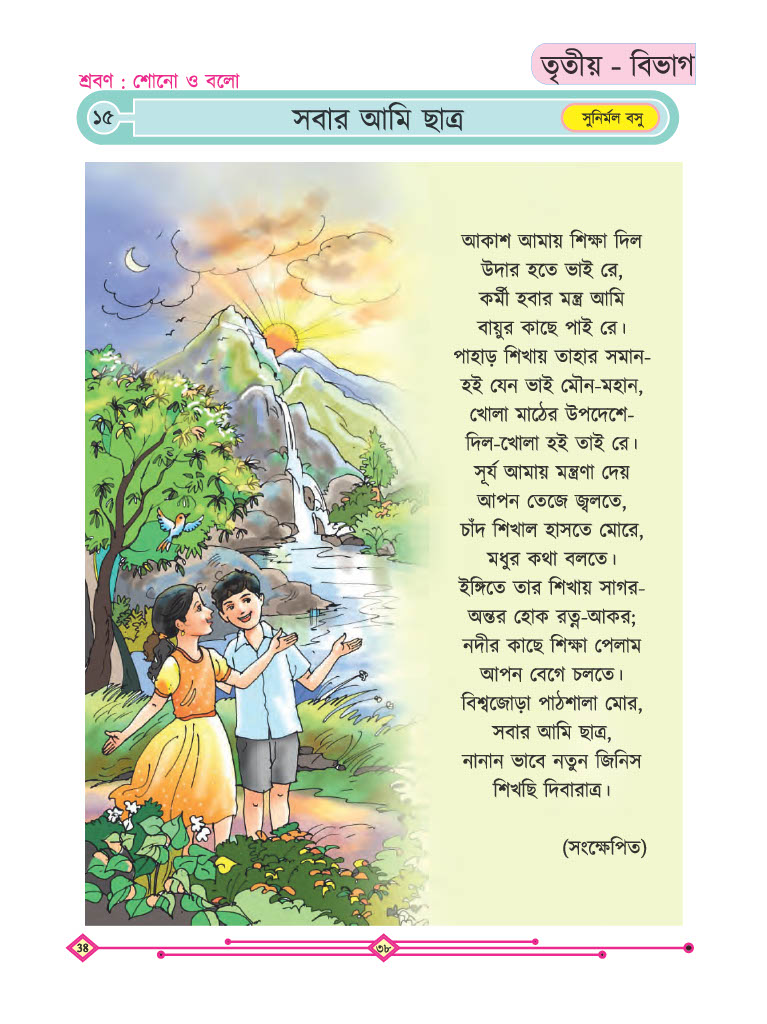 তৃতীয় - বিভাগ
শ্রবণ : শোনো ও বলো
১৫ সবার আমি ছাত্র সুনির্মল বসু
আকাশ আমায় শিক্ষা দিল
উদার হতে ভাই রে,
কর্মী হবার মন্ত্র আমি
বায়ুর কাছে পাই রে।
পাহাড় শিখায় তাহার সমান-
হই যেন ভাই মৌন-মহান,
খোলা মাঠের উপদেশে-
দিল-খোলা হই তাই রে।
সূর্য আমায় মন্ত্রণা দেয়
আপন তেজে জ্বলতে,
চাঁদ শিখাল হাসতে মোরে,
মধুর কথা বলতে।
ইঙ্গিতে তার শিখায় সাগর-
অন্তর হোক রত্ন-আকর;
নদীর কাছে শিক্ষা পেলাম
আপন বেগে চলতে।
বিশ্বজোড়া পাঠশালা মোর,
সবার আমি ছাত্র,
নানান ভাবে নতুন জিনিস
শিখছি দিবারাত্র।
(সংক্ষেপিত)
34 ৩৮